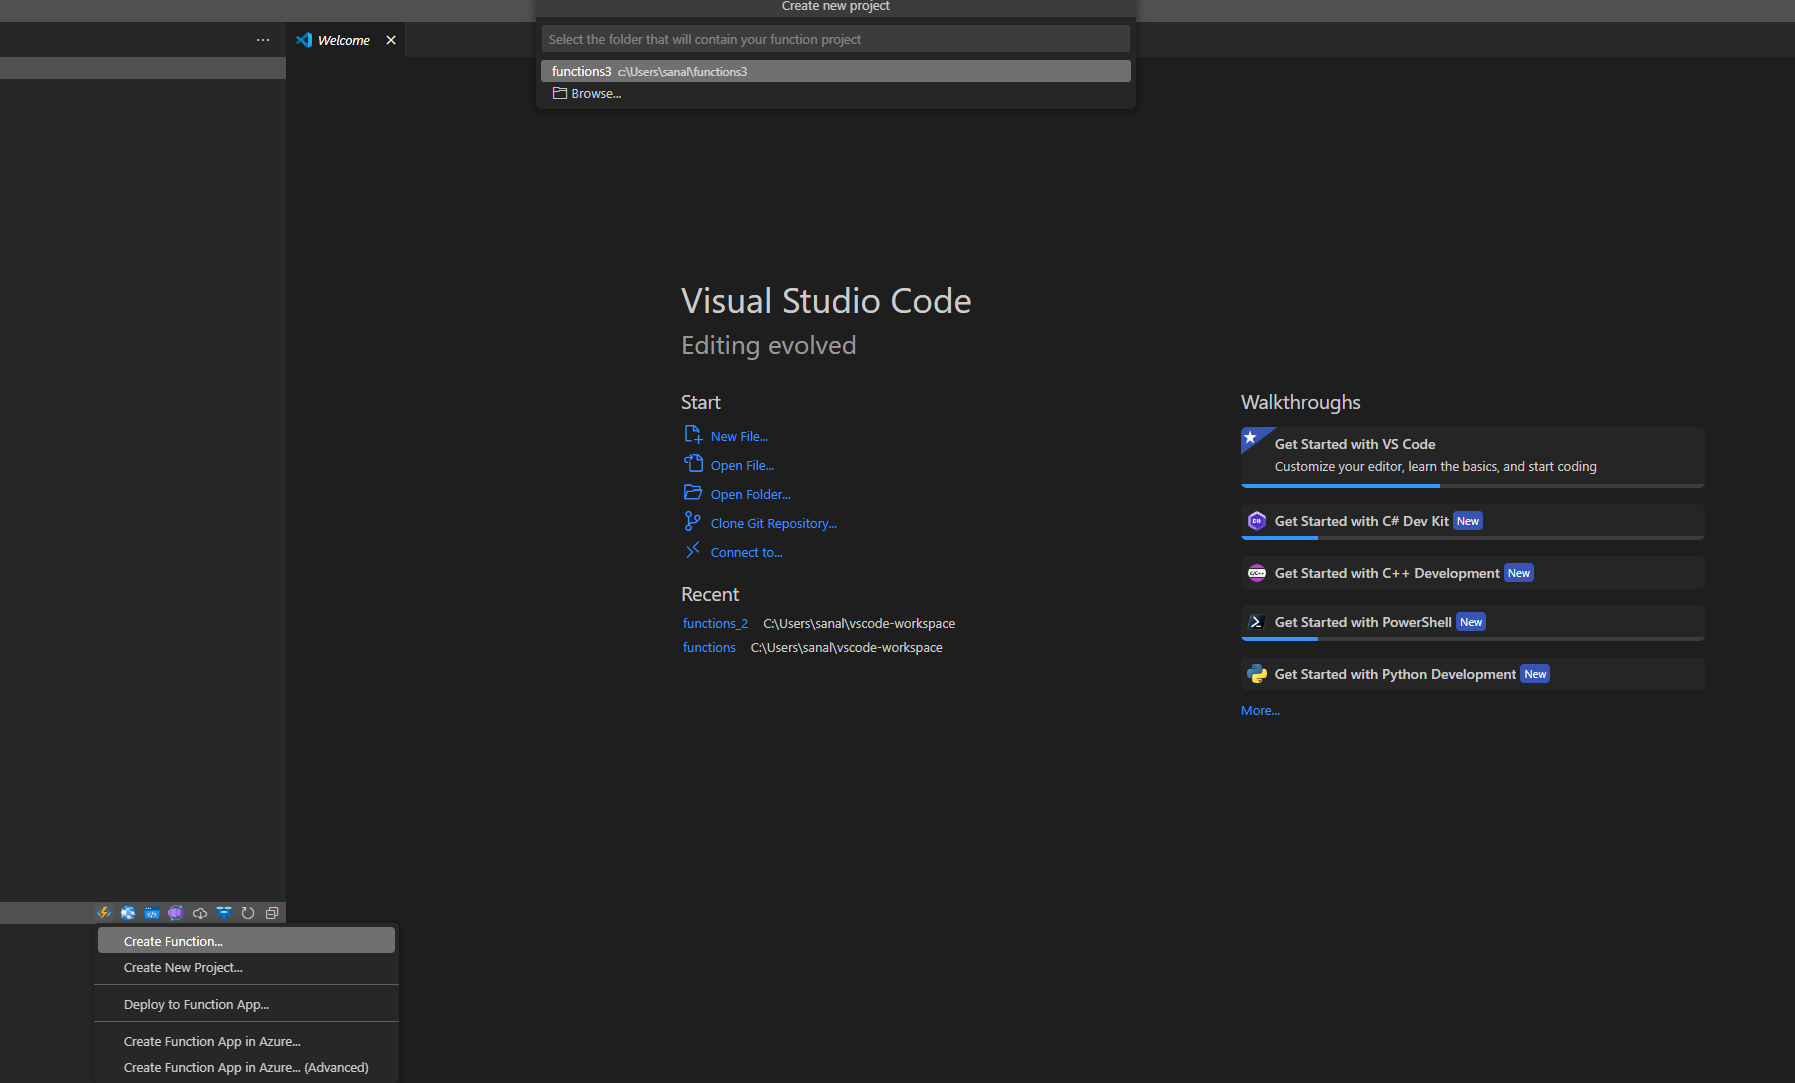 Create new project
Welcome
Select the folder that will contain your function project
functions3 c:\Users\sanal\functions3
Browse...
Visual Studio Code
Editing evolved
Start
New File...
Open File...
Open Folder...
Clone Git Repository...
Connect to...
Recent
functions_2 C:\Users\sanal\vscode-workspace
functions C:\Users\sanal\vscode-workspace
Walkthroughs
Get Started with VS Code
Customize your editor, learn the basics, and start coding
Get Started with C# Dev Kit New
Get Started with C++ Development New
Get Started with PowerShell New
Get Started with Python Development New
More...
Create Function...
Create New Project...
Deploy to Function App...
Create Function App in Azure...
Create Function App in Azure... (Advanced)